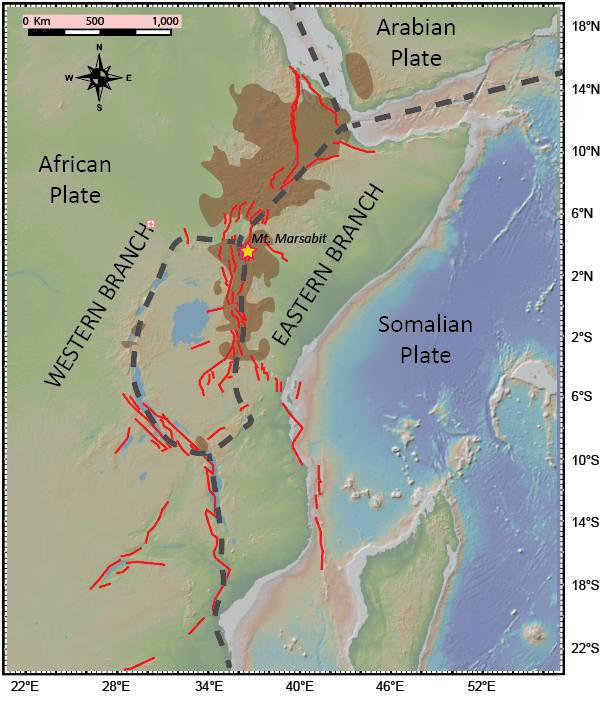 0 Km 500 1,000
N
W E
S
Arabian
Plate
African
Plate
WESTERN BRANCH
Mt. Marsabit
EASTERN BRANCH
Somalian
Plate
18°N
14°N
10°N
6°N
2°N
2°S
6°S
10°S
14°S
18°S
22°S
22°E 28°E 34°E 40°E 46°E 52°E